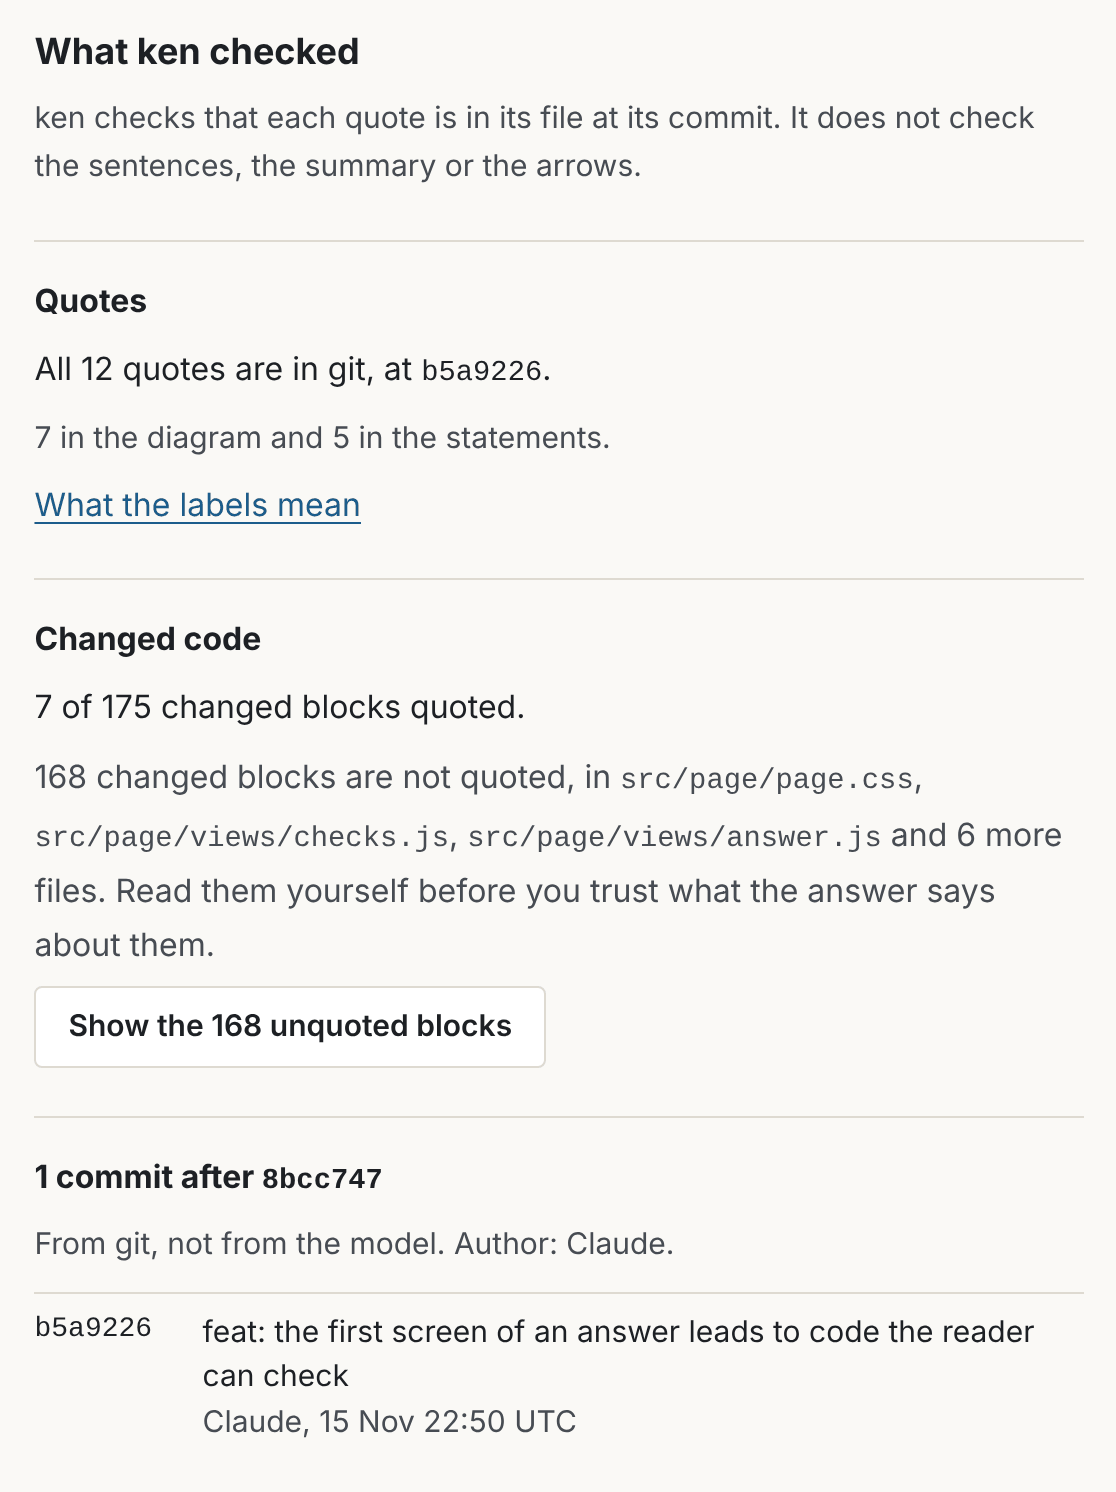 What ken checked
ken checks that each quote is in its file at its commit. It does not check
the sentences, the summary or the arrows.
Quotes
All 12 quotes are in git, at b5a9226.
7 in the diagram and 5 in the statements.
What the labels mean
Changed code
7 of 175 changed blocks quoted.
168 changed blocks are not quoted, in src/page/page.css,
src/page/views/checks.js, src/page/views/answer.js and 6 more
files. Read them yourself before you trust what the answer says
about them.
Show the 168 unquoted blocks
1 commit after 8bcc747
From git, not from the model. Author: Claude.
b5a9226 feat: the first screen of an answer leads to code the reader
can check
Claude, 15 Nov 22:50 UTC